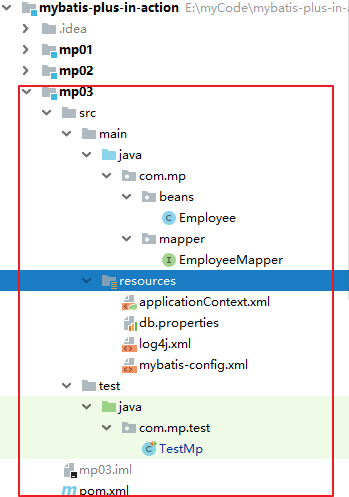 mybatis-plus-in-action E:\myCode\mybatis-plus-in-a
.idea
mp01
mp02
mp03
src
main
java
com.mp
beans
Employee
mapper
EmployeeMapper
resources
applicationContext.xml
db.properties
log4j.xml
mybatis-config.xml
test
java
com.mp.test
TestMp
mp03.iml
pom.xml